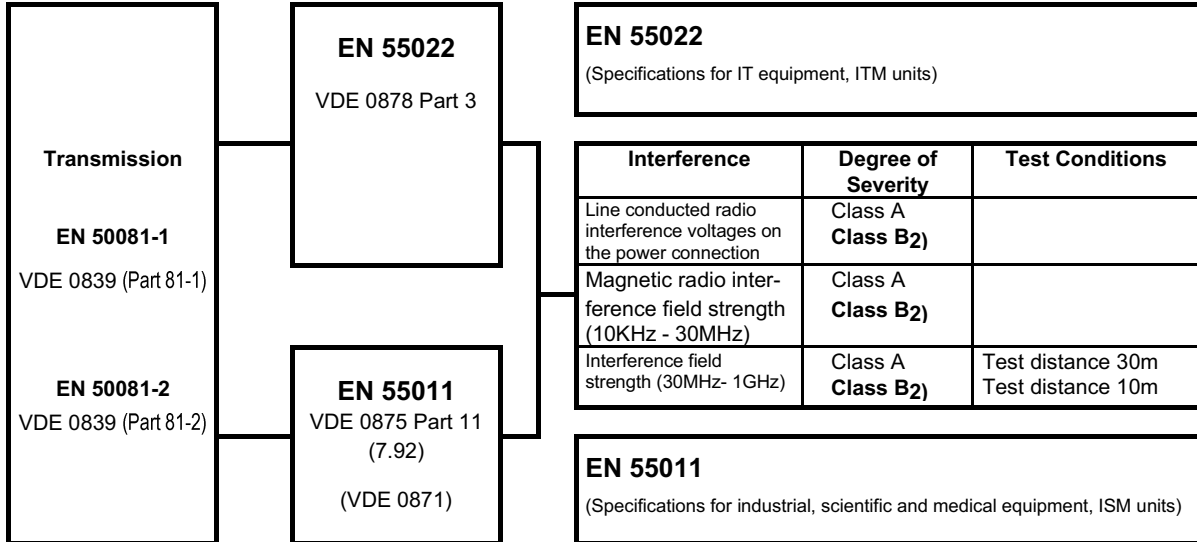 Transmission
EN 50081-1
VDE 0839 (Part 81-1)
EN 50081-2
VDE 0839 (Part 81-2)
EN 55022
VDE 0878 Part 3
EN 55011
VDE 0875 Part 11
(7.92)
(VDE 0871)
EN 55022
(Specifications for IT equipment, ITM units)
Interference
Degree of
Severity
Test Conditions
Line conducted radio
interference voltages on
the power connection
Class A
Class B2)
Magnetic radio inter-
ference field strength
(10KHz - 30MHz)
Class A
Class B2)
Interference field
strength (30MHz- 1GHz)
Class A
Class B2)
Test distance 30m
Test distance 10m
EN 55011
(Specifications for industrial, scientific and medical equipment, ISM units)